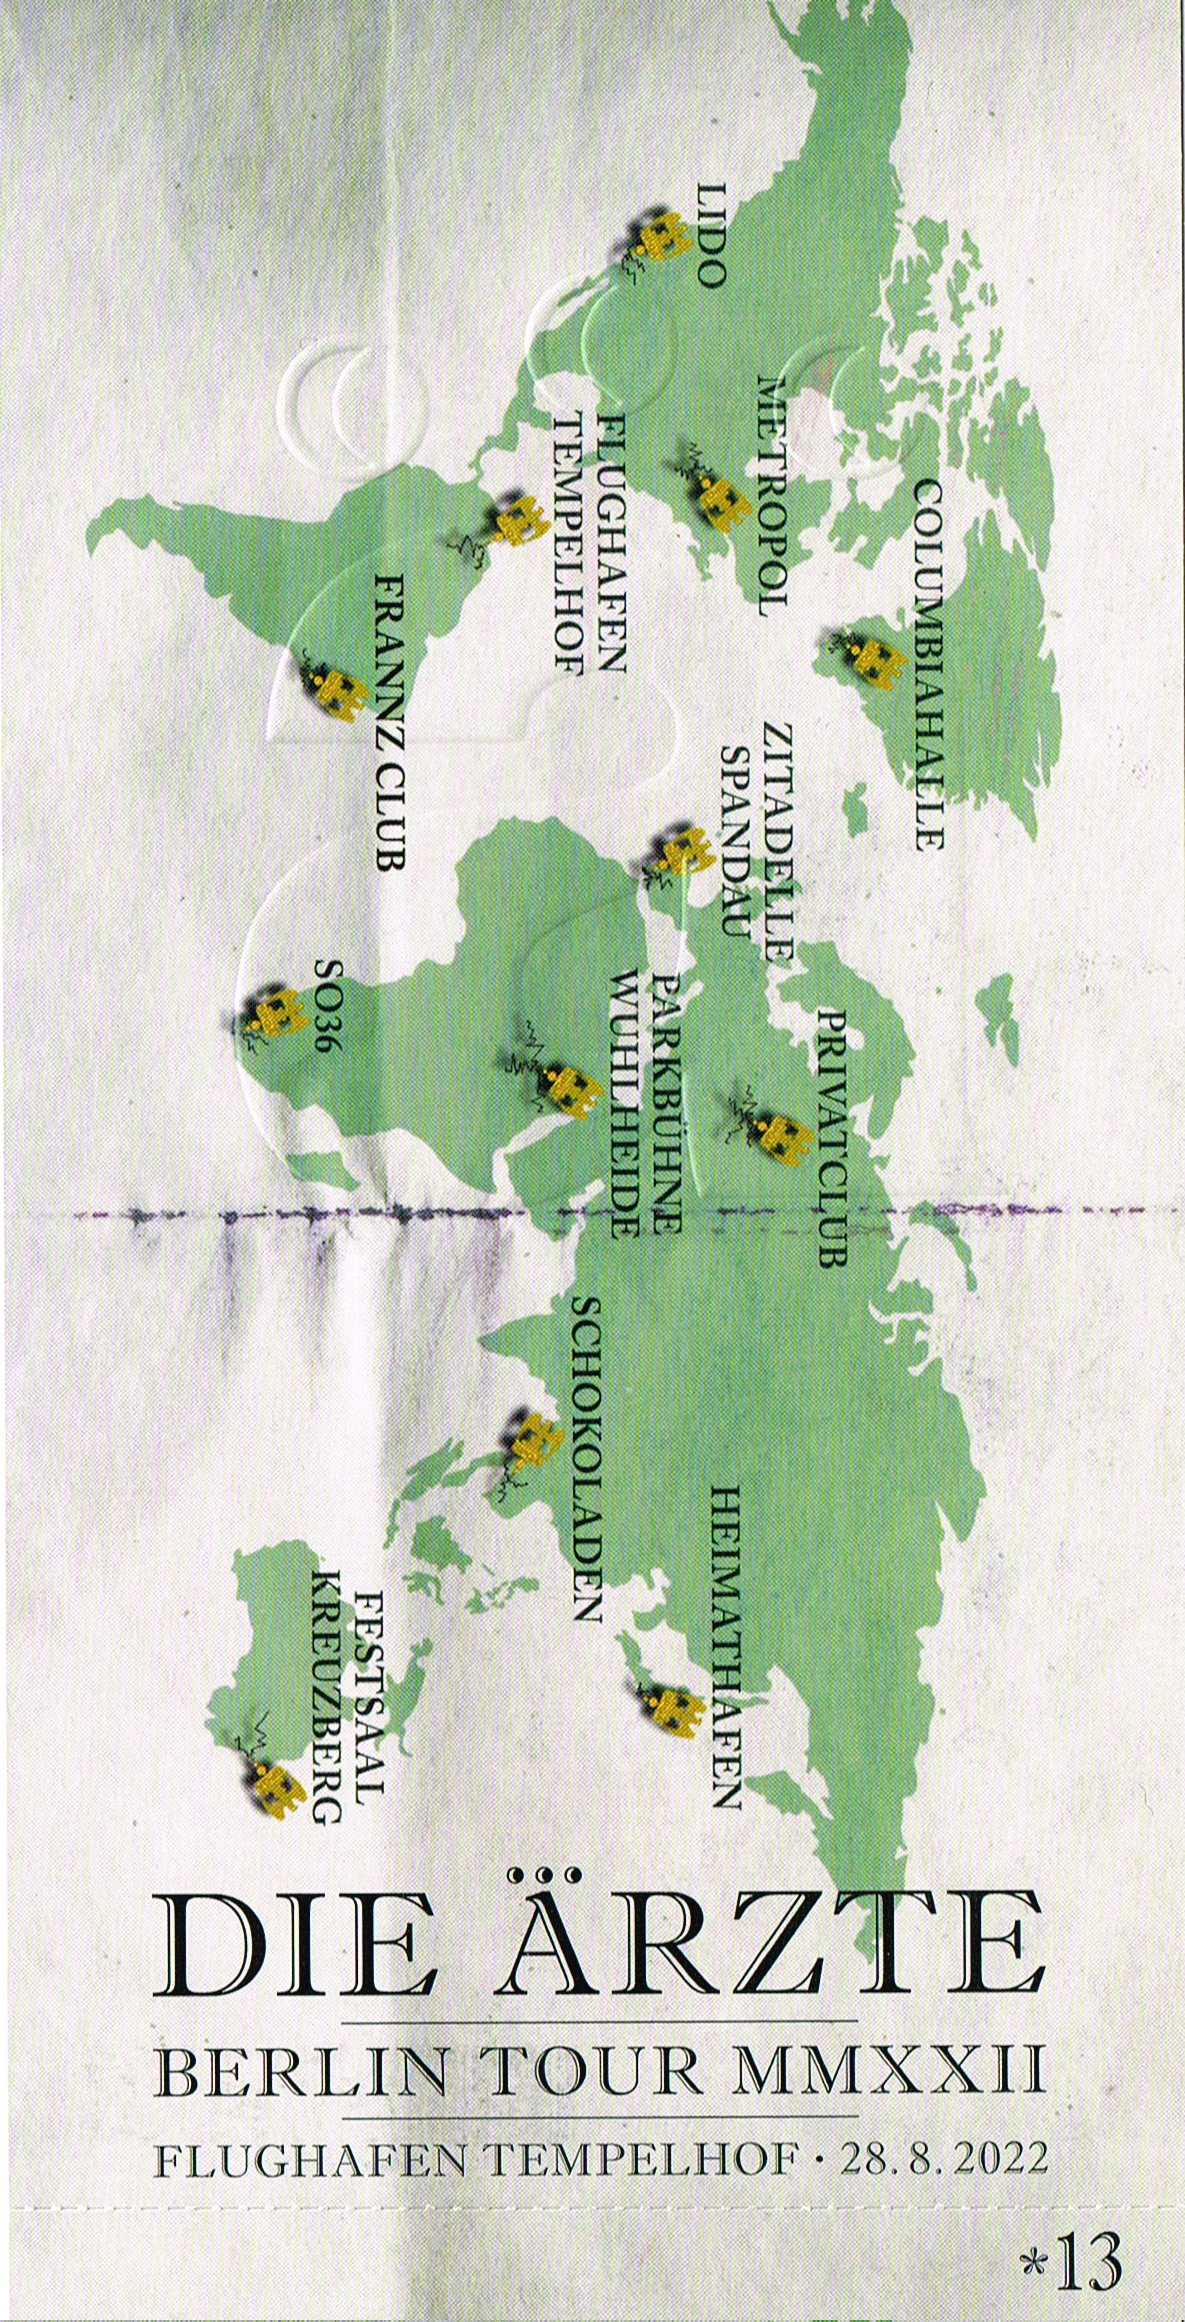 LIDO
METROPOL
COLUMBIAHALLE
FLUGHAFEN
TEMPELHOF
FRANNZ CLUB
ZITADELLE
SPANDAU
SO36
PARKBÜHNE
WUHLHEIDE
PRIVATCLUB
SCHOKOLADEN
HEIMATHAFEN
FESTSAAL
KREUZBERG
DIE ÄRZTE
BERLIN TOUR MMXXII
FLUGHAFEN TEMPELHOF · 28. 8. 2022
*13